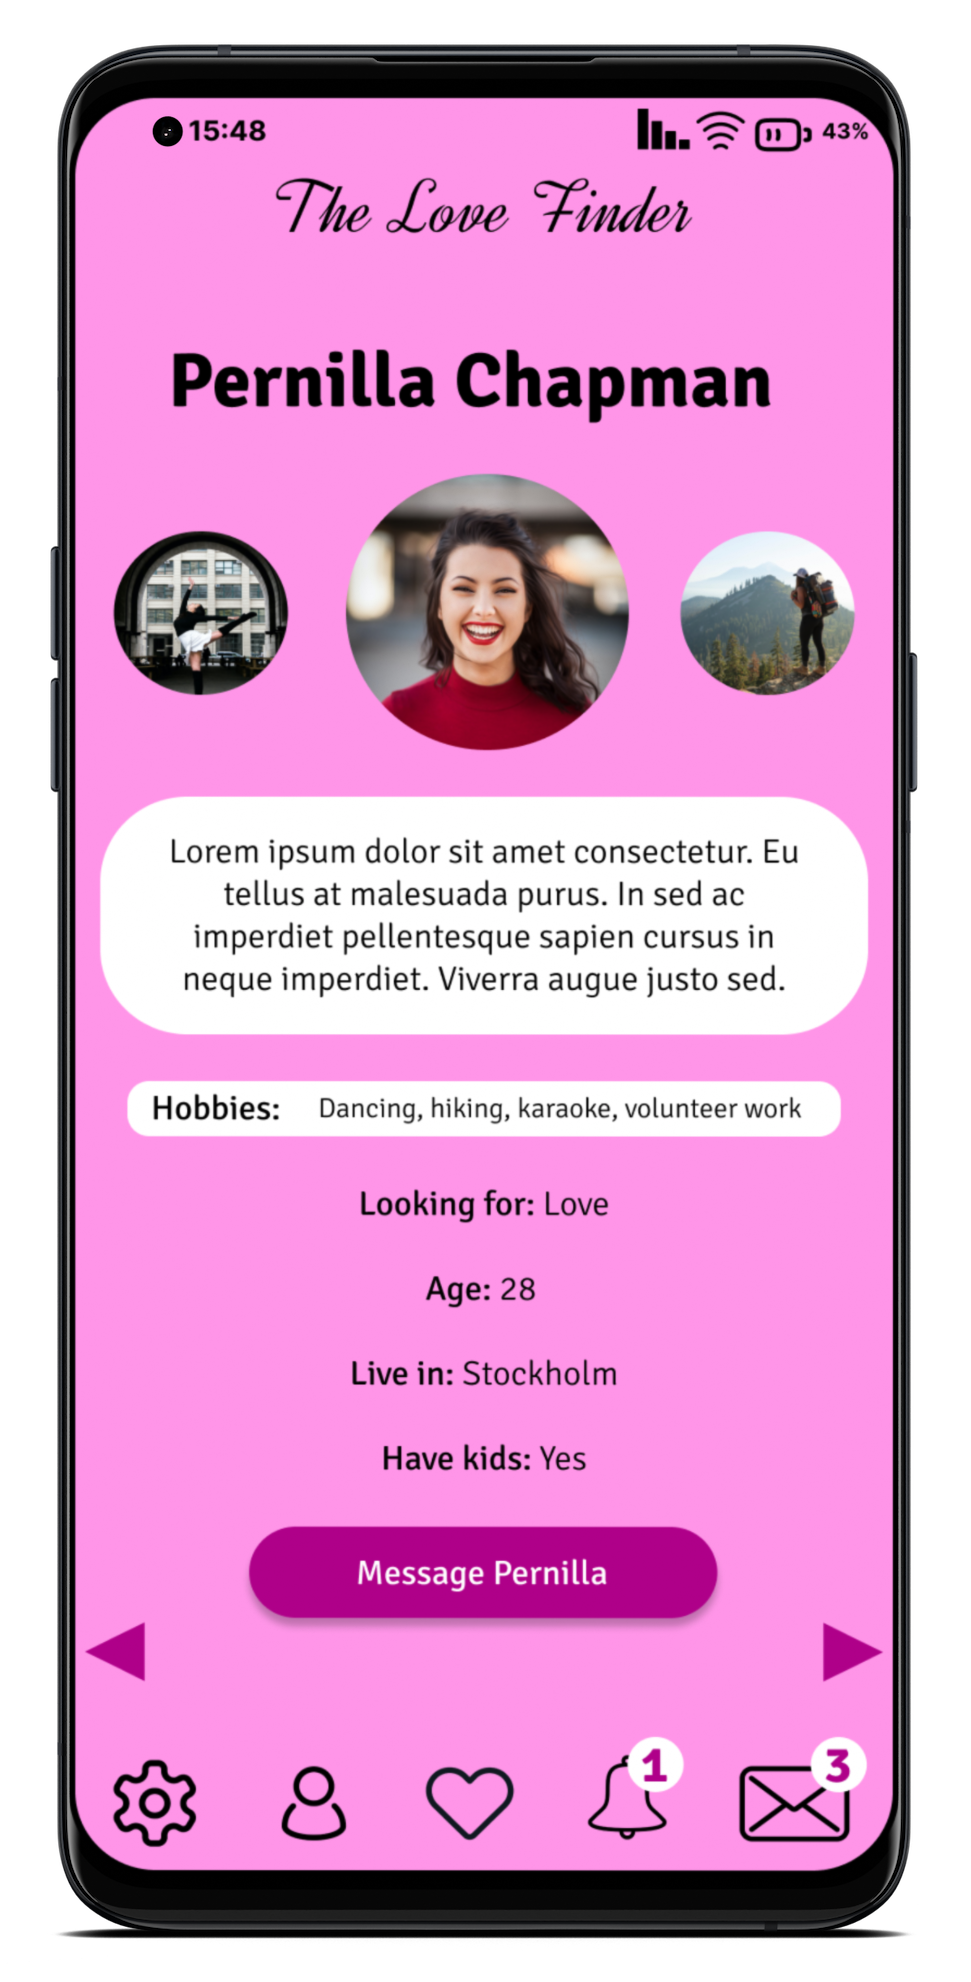 15:48
43%
The Love Finder
Pernilla Chapman
Lorem ipsum dolor sit amet consectetur. Eu
tellus at malesuada purus. In sed ac
imperdiet pellentesque sapien cursus in
neque imperdiet. Viverra augue justo sed.
Hobbies: Dancing, hiking, karaoke, volunteer work
Looking for: Love
Age: 28
Live in: Stockholm
Have kids: Yes
Message Pernilla
1
3